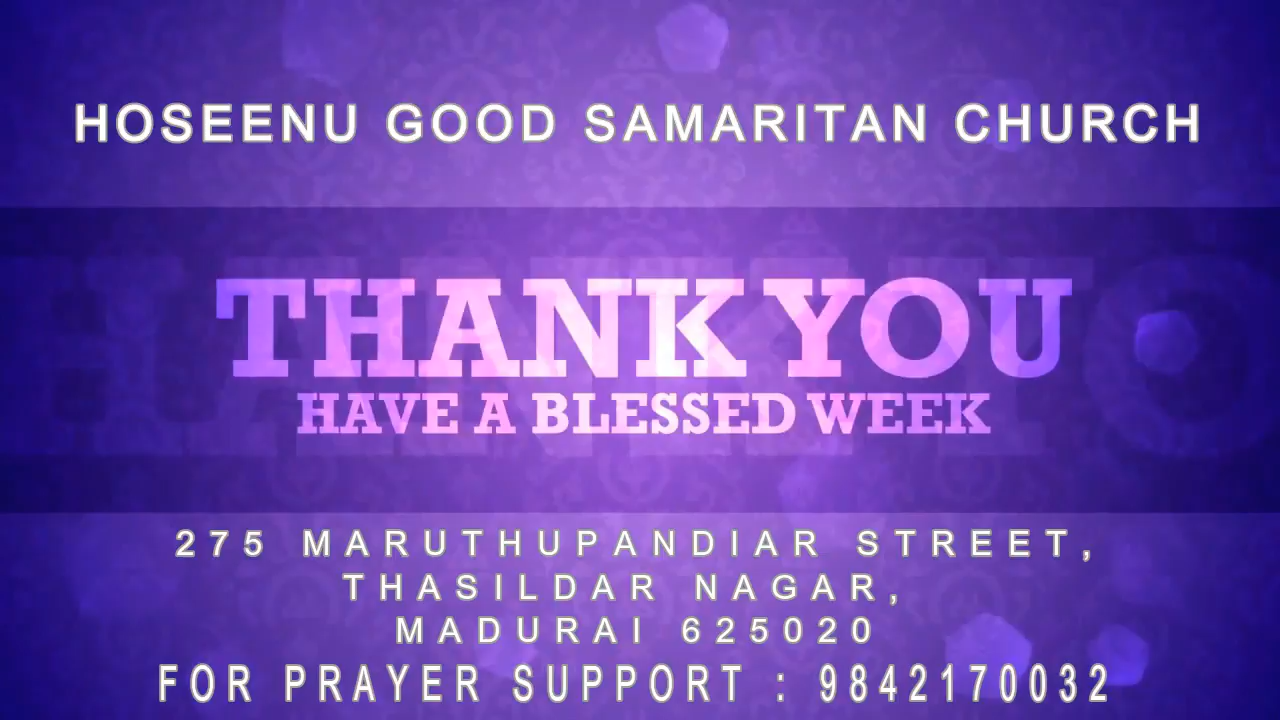 HOSEENU GOOD SAMARITAN CHURCH
THANK YOU
HAVE A BLESSED WEEK
275 MARUTHUPANDIAR STREET,
THASILDAR NAGAR,
MADURAI 625020
FOR PRAYER SUPPORT : 9842170032